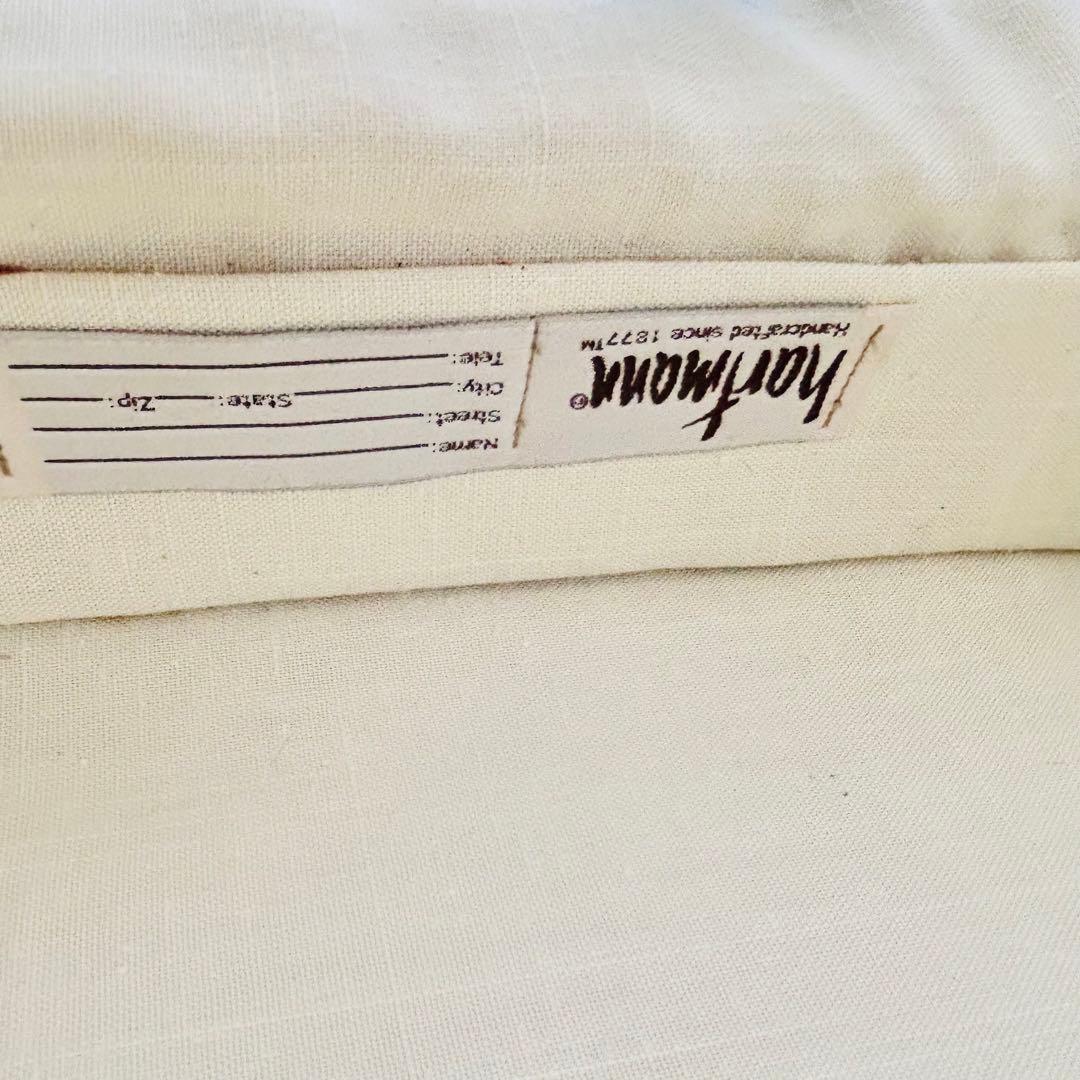 hartmann®
Handcrafted since 1877™
Name:
Street:
City: State: Zip:
Tele: